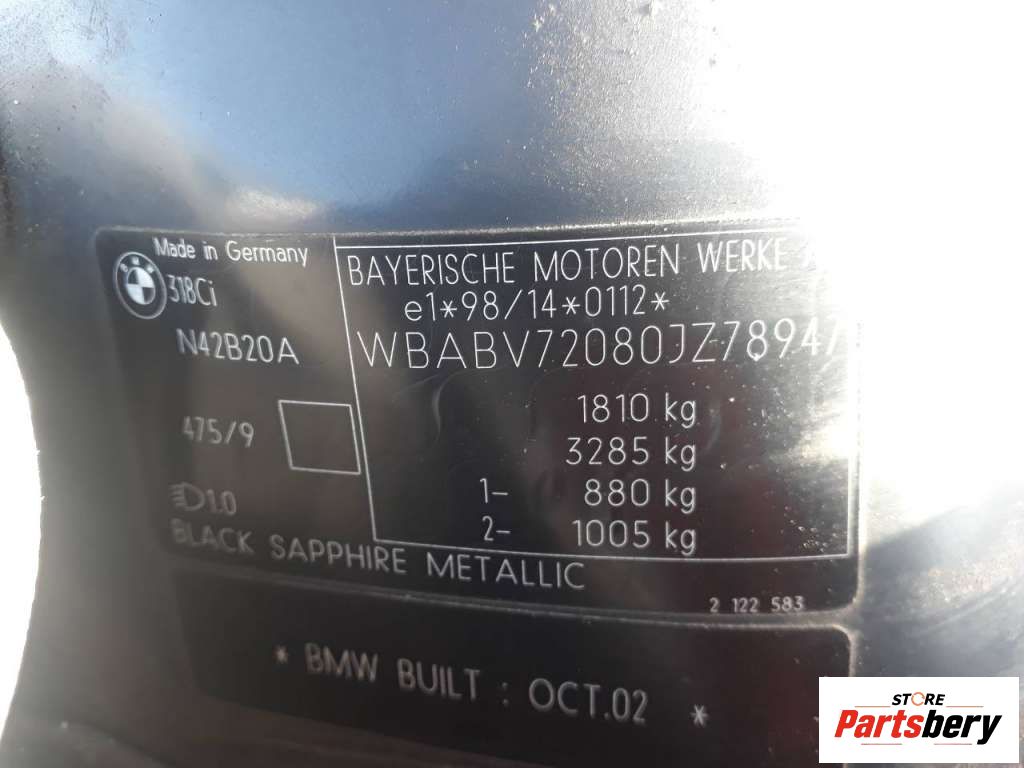 Made in Germany
318Ci
N42B20A
475/9
1.0
BLACK SAPPHIRE METALLIC
BAYERISCHE MOTOREN WERKE
e1*98/14*0112*
1810 kg
3285 kg
1- 880 kg
2- 1005 kg
2 122 583
* BMW BUILT : OCT.02 *
STORE
Partsbery